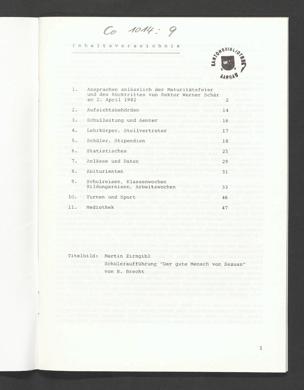 Co 1014:9
Inhaltsverzeichnis
KANTONSBIBLIOTHEK
AARGAU
1. Ansprachen anlässlich der Maturitätsfeier
und des Rücktrittes von Rektor Werner Schär
am 2. April 1982 2
2. Aufsichtsbehörden 14
3. Schulleitung und Aemter 16
4. Lehrkörper, Stellvertreter 17
5. Schüler, Stipendien 18
6. Statistisches 25
7. Anlässe und Daten 29
8. Abiturienten 31
9. Schulreisen, Klassenwochen
Bildungsreisen, Arbeitswochen 33
10. Turnen und Sport 46
11. Mediothek 47
Titelbild: Martin Zirngibl
Schüleraufführung "Der gute Mensch von Sezuan"
von B. Brecht
1